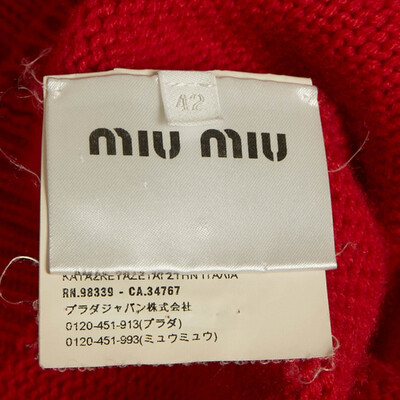 42
miu miu
RN.98339 - CA.34767
プラダジャパン株式会社
0120-451-913(プラダ)
0120-451-993(ミュウミュウ)